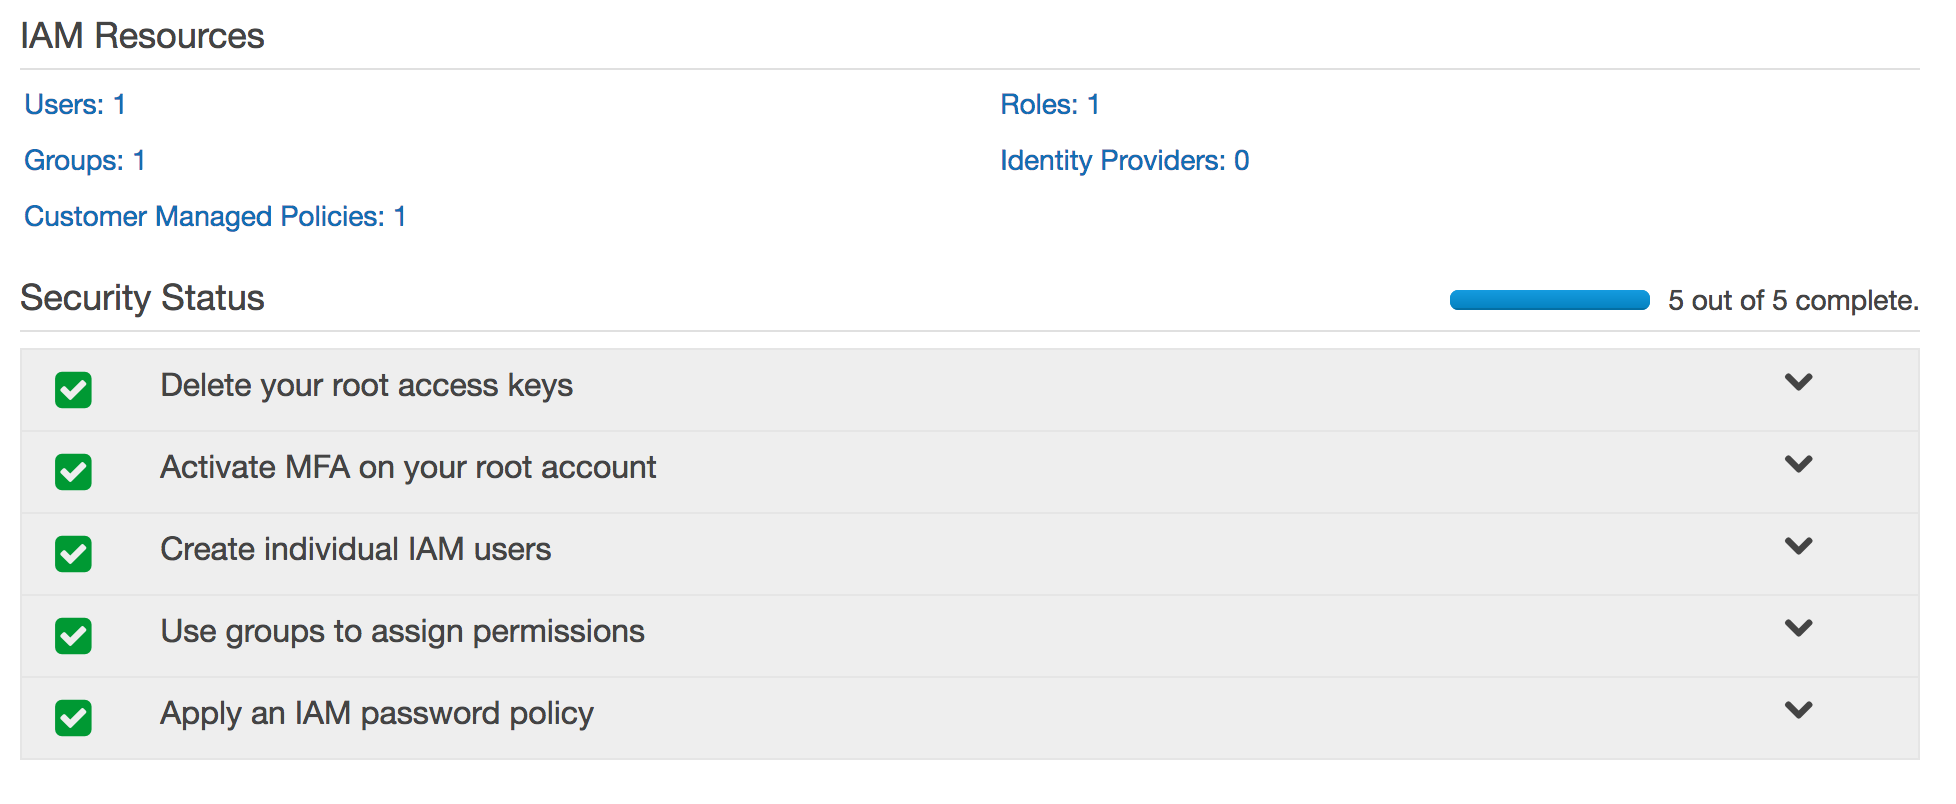 IAM Resources
Users: 1
Roles: 1
Groups: 1
Identity Providers: 0
Customer Managed Policies: 1
Security Status
5 out of 5 complete.
Delete your root access keys
Activate MFA on your root account
Create individual IAM users
Use groups to assign permissions
Apply an IAM password policy